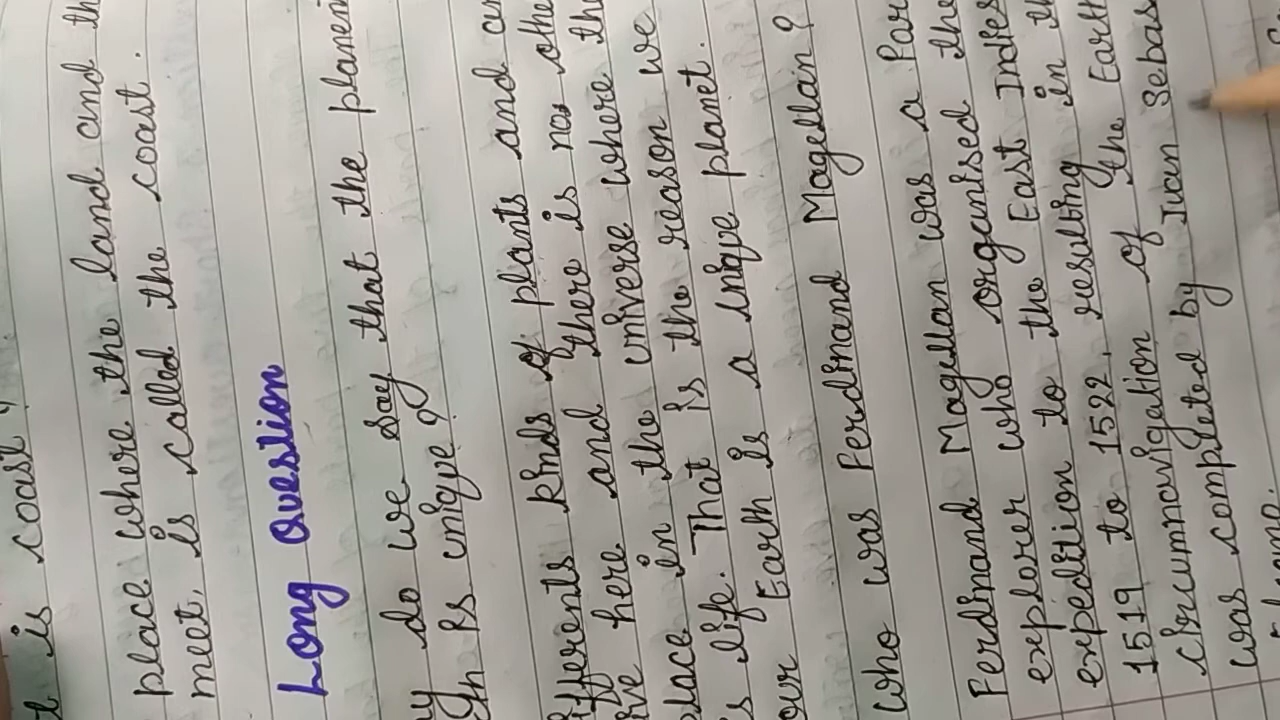 is coast ?
place where the land and
meet, is called the coast.
Long Question
do we say that the
is unique?
kinds of plants and
here and there is no
in the universe where we
life. That is the reason we
Earth is a inique planet.
Who was Ferdinand Magellan?
Ferdinand Magellan was a
explorer who organised the
expedition to the East Indies
1519 to 1522, resulting in
circumnavigation of the Earth
was completed by Juan Sebas